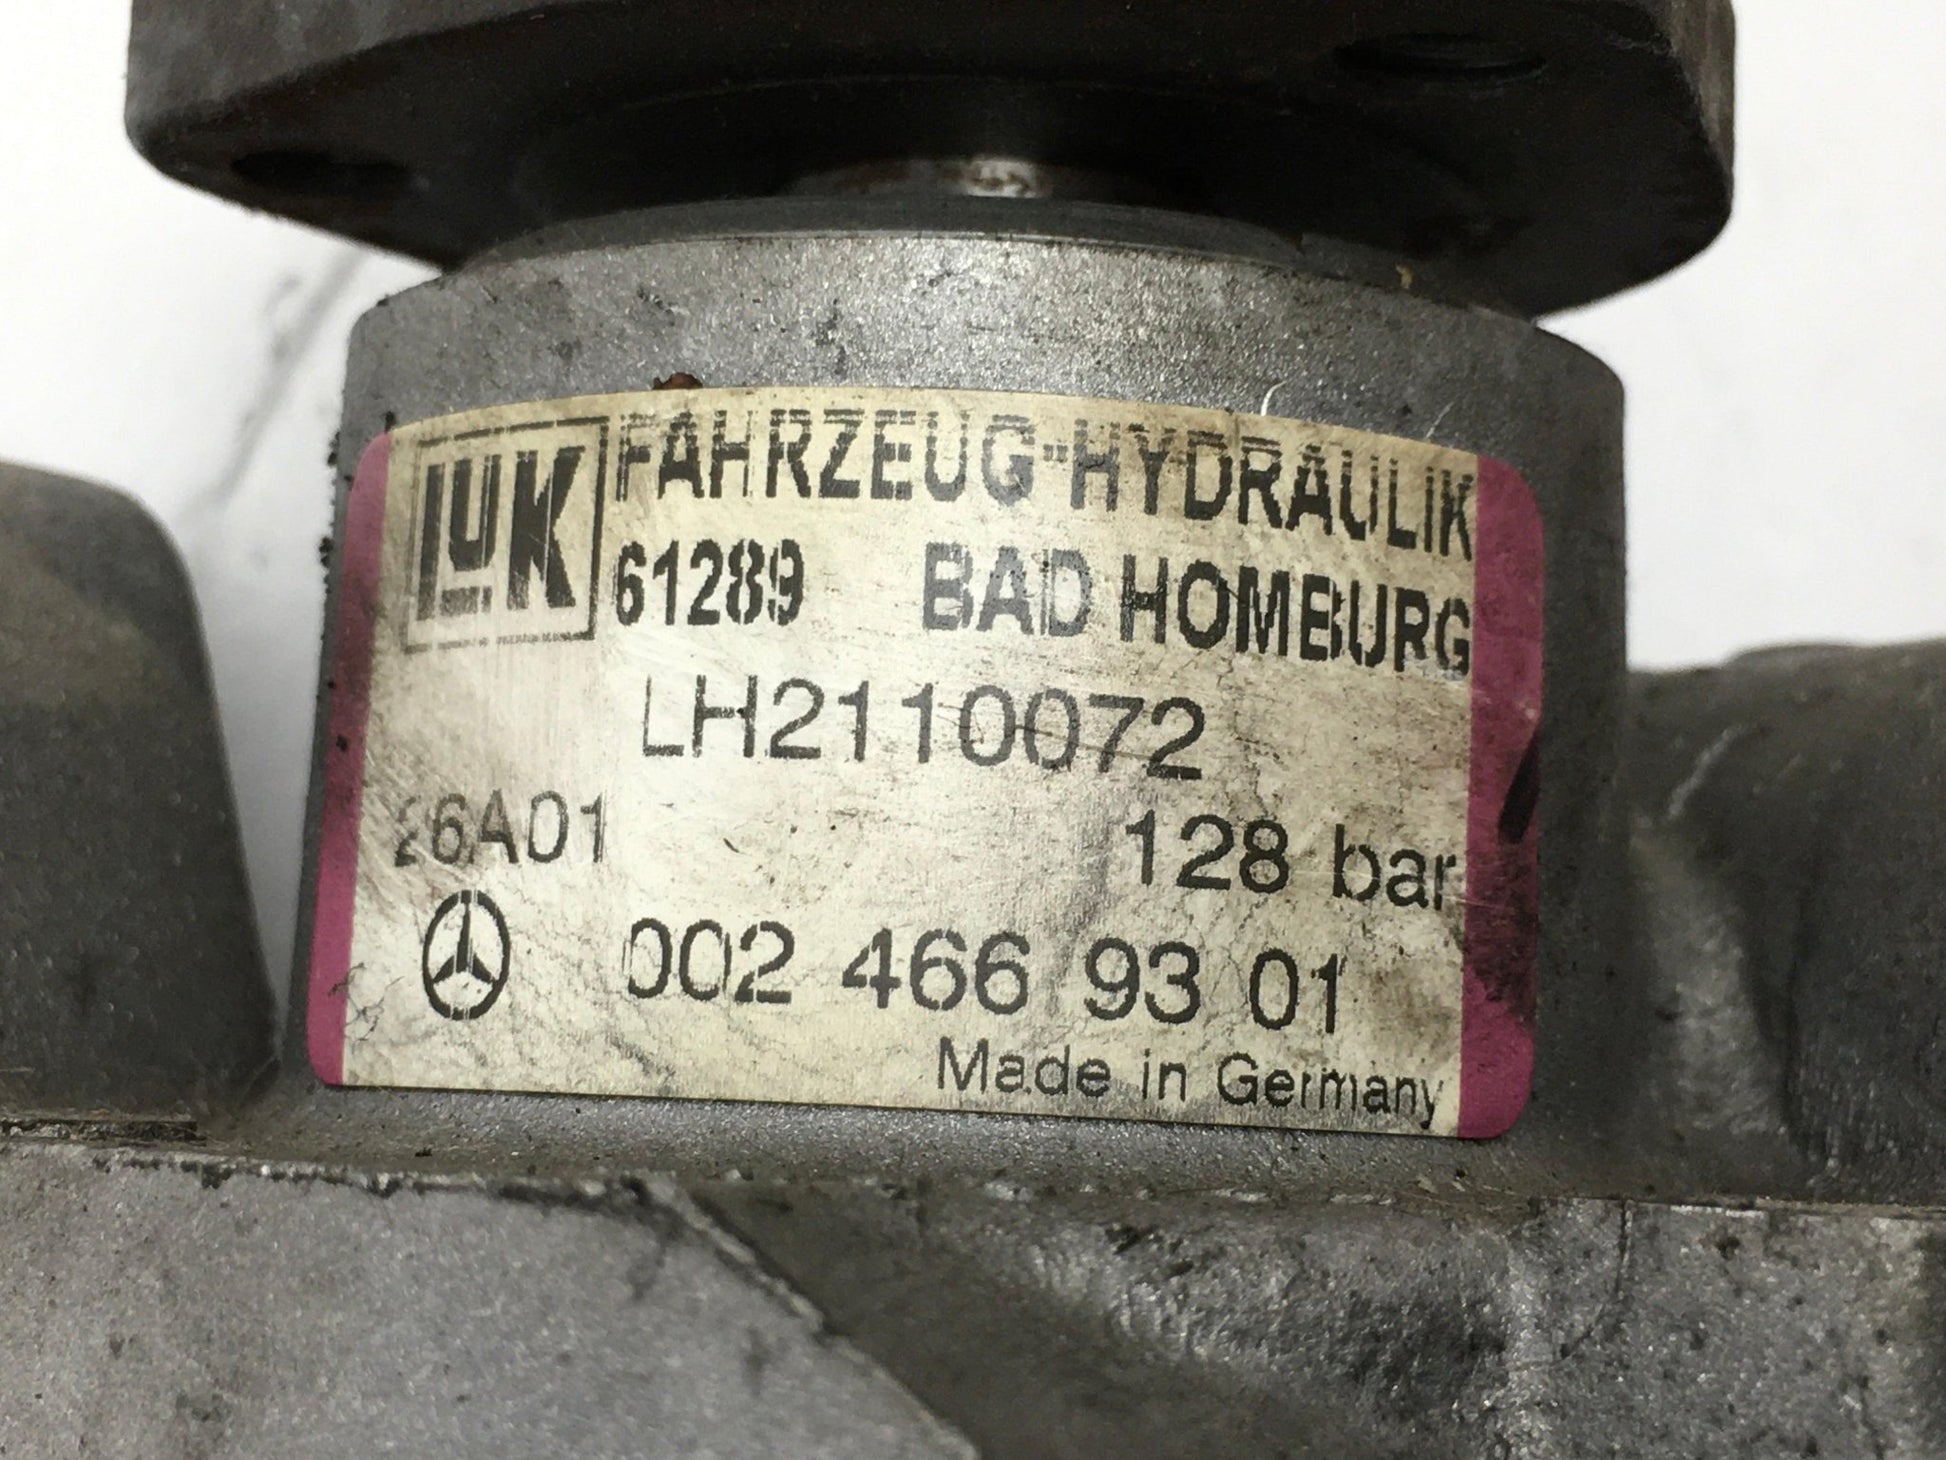 LuK FAHRZEUG-HYDRAULIK
61289 BAD HOMBURG
LH2110072
26A01 128 bar
002 466 93 01
Made in Germany